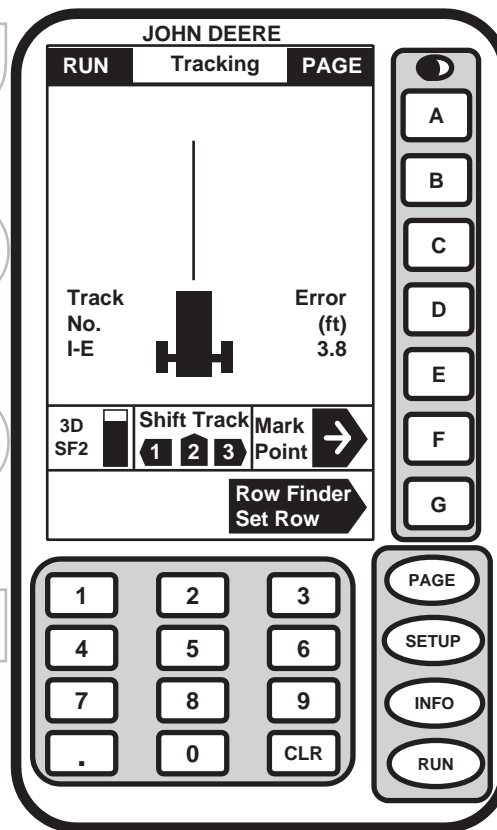 JOHN DEERE
RUN Tracking PAGE
Track
No.
I-E
Error
(ft)
3.8
3D
SF2
Shift Track
1 2 3
Mark
Point
Row Finder
Set Row
A
B
C
D
E
F
G
PAGE
SETUP
INFO
RUN
1 2 3
4 5 6
7 8 9
. 0 CLR